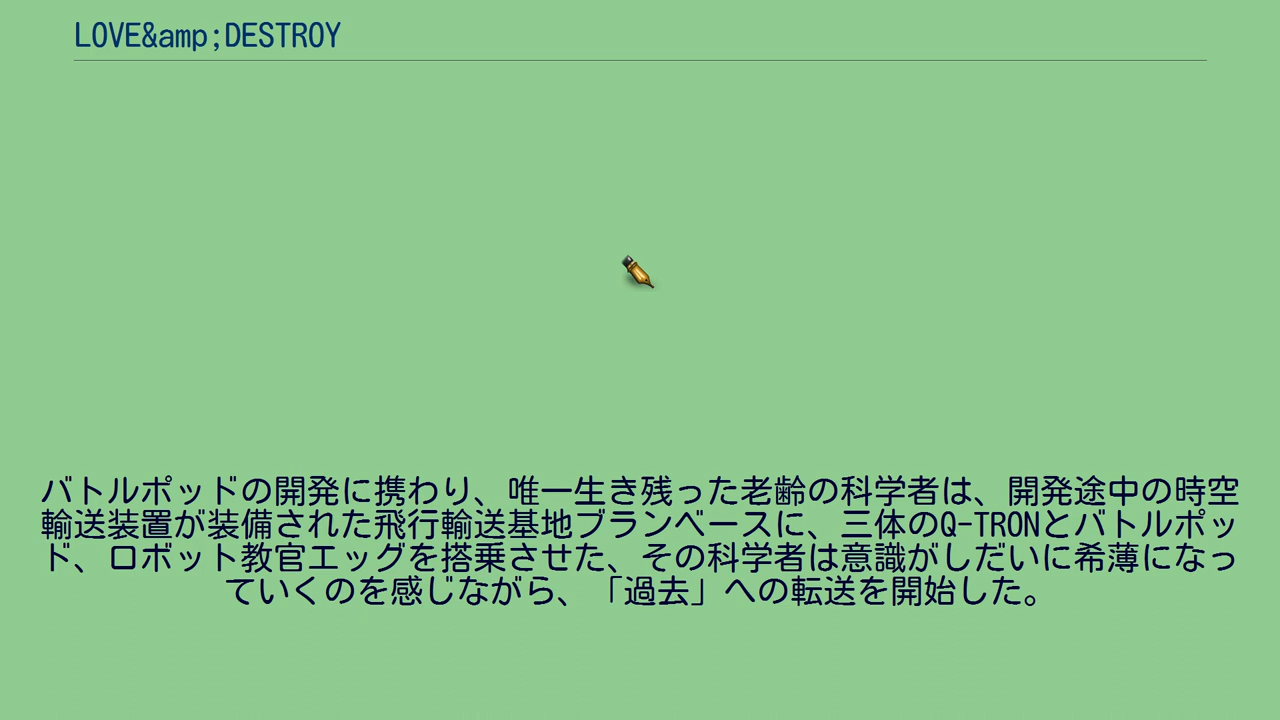 LOVE&amp;DESTROY
バトルポッドの開発に携わり、唯一生き残った老齢の科学者は、開発途中の時空
輸送装置が装備された飛行輸送基地ブランベースに、三体のQ-TRONとバトルポッ
ド、ロボット教官エッグを搭乗させた、その科学者は意識がしだいに希薄になっ
ていくのを感じながら、「過去」への転送を開始した。